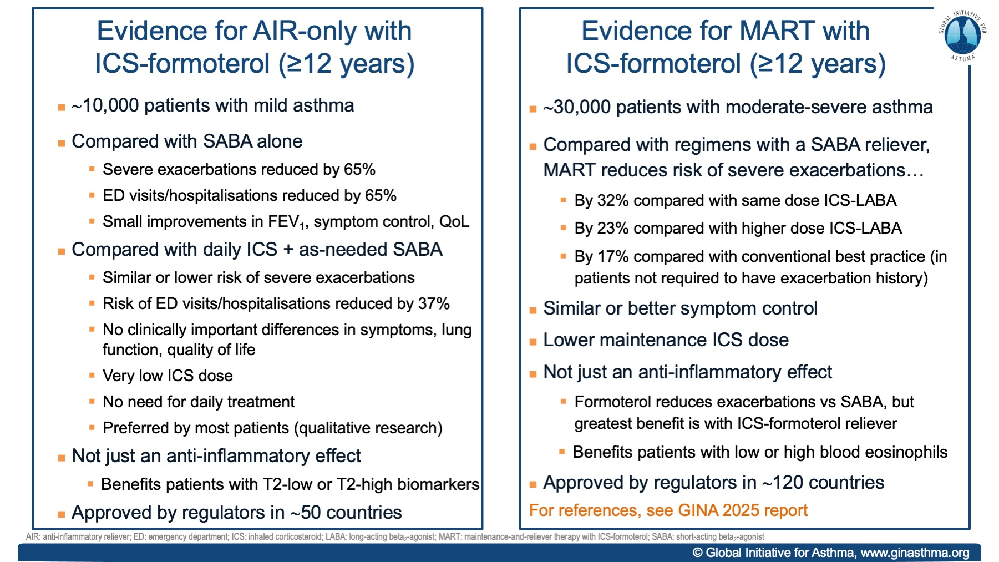 Evidence for AIR-only with
ICS-formoterol (≥12 years)
~10,000 patients with mild asthma
Compared with SABA alone
Severe exacerbations reduced by 65%
ED visits/hospitalisations reduced by 65%
Small improvements in FEV₁, symptom control, QoL
Compared with daily ICS + as-needed SABA
Similar or lower risk of severe exacerbations
Risk of ED visits/hospitalisations reduced by 37%
No clinically important differences in symptoms, lung
function, quality of life
Very low ICS dose
No need for daily treatment
Preferred by most patients (qualitative research)
Not just an anti-inflammatory effect
Benefits patients with T2-low or T2-high biomarkers
Approved by regulators in ~50 countries
Evidence for MART with
ICS-formoterol (≥12 years)
~30,000 patients with moderate-severe asthma
Compared with regimens with a SABA reliever,
MART reduces risk of severe exacerbations…
By 32% compared with same dose ICS-LABA
By 23% compared with higher dose ICS-LABA
By 17% compared with conventional best practice (in
patients not required to have exacerbation history)
Similar or better symptom control
Lower maintenance ICS dose
Not just an anti-inflammatory effect
Formoterol reduces exacerbations vs SABA, but
greatest benefit is with ICS-formoterol reliever
Benefits patients with low or high blood eosinophils
Approved by regulators in ~120 countries
For references, see GINA 2025 report
GLOBAL INITIATIVE FOR
ASTHMA
AIR: anti-inflammatory reliever; ED: emergency department; ICS: inhaled corticosteroid; LABA: long-acting beta₂-agonist; MART: maintenance-and-reliever therapy with ICS-formoterol; SABA: short-acting beta₂-agonist
© Global Initiative for Asthma, www.ginasthma.org